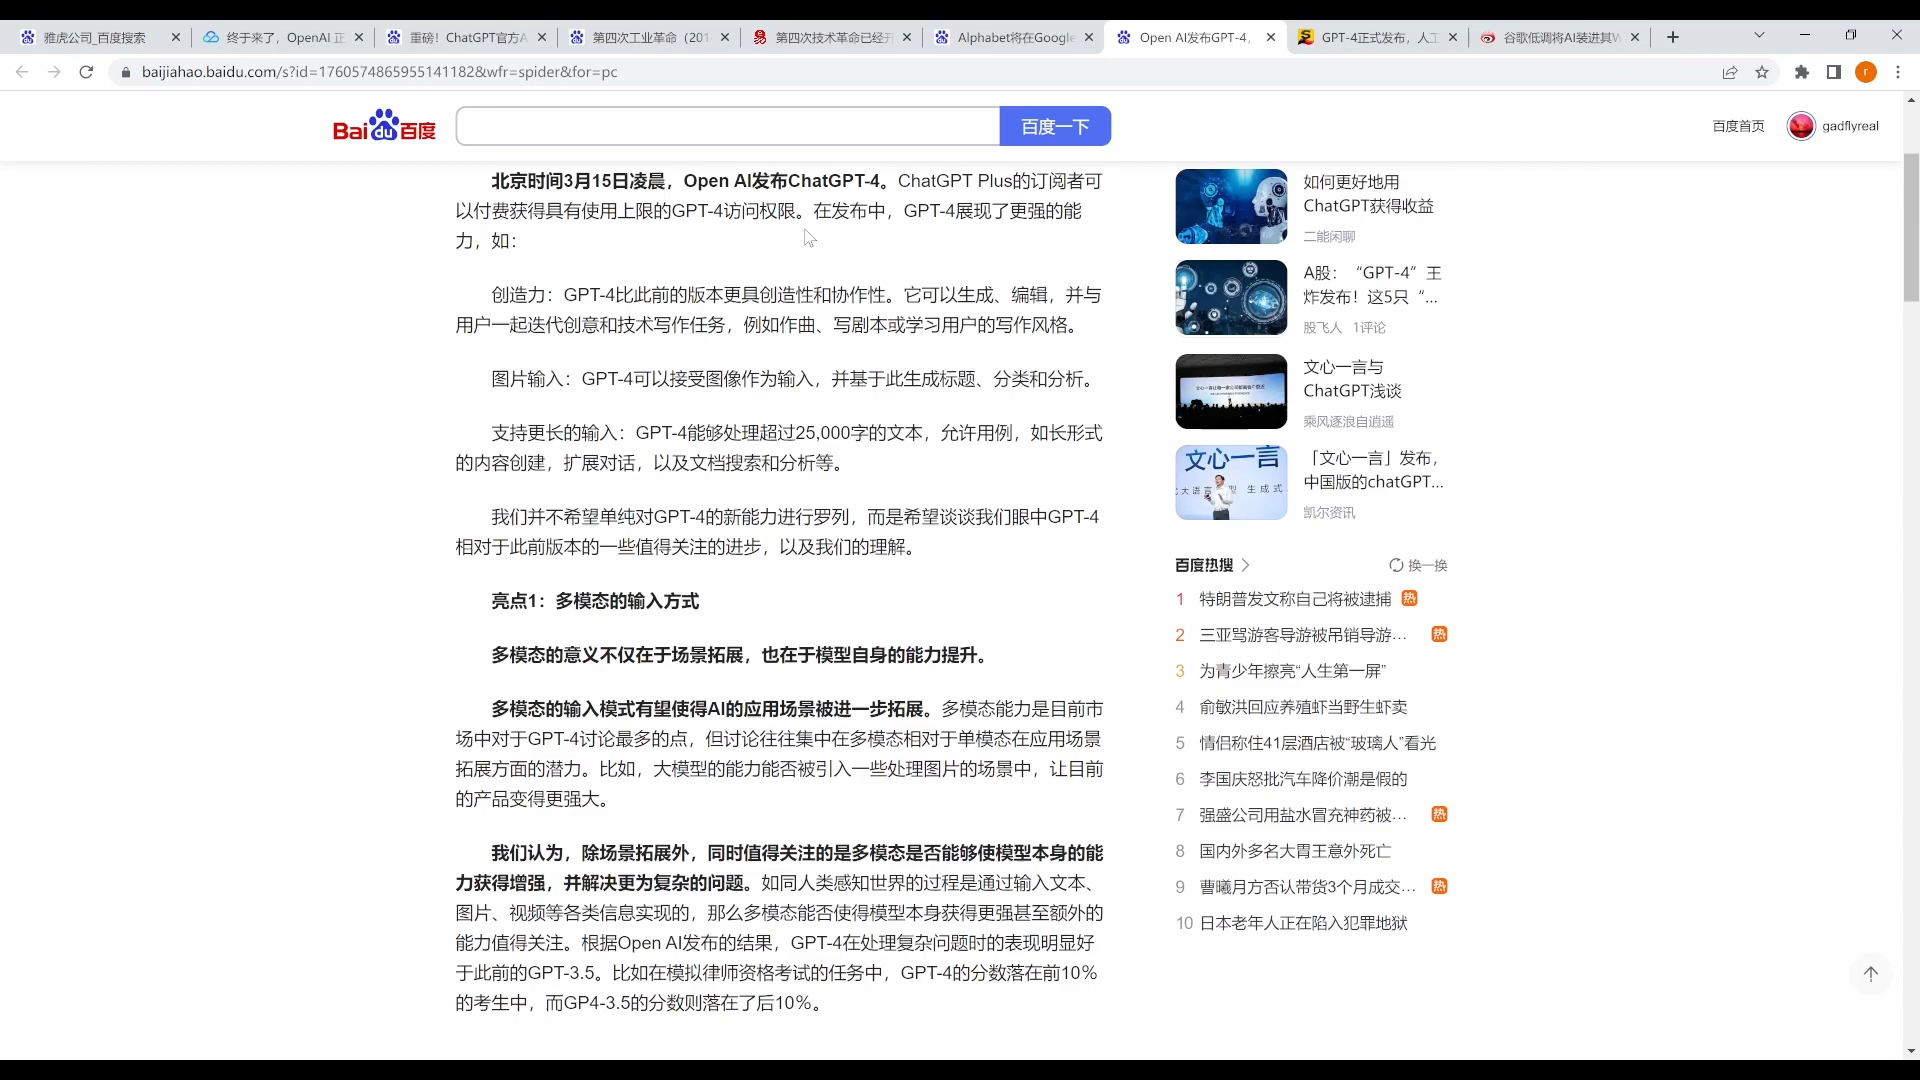 雅虎公司_百度搜索
终于来了，OpenAI 正
重磅！ChatGPT官方A
第四次工业革命（201
第四次技术革命已经开
Alphabet将在Google
Open AI发布GPT-4，
GPT-4正式发布，人工
谷歌低调将AI装进其W
baijiahao.baidu.com/s?id=1760574865955141182&wfr=spider&for=pc
r
Bai du 百度
百度一下
百度首页
gadflyreal
北京时间3月15日凌晨，Open AI发布ChatGPT-4。ChatGPT Plus的订阅者可
以付费获得具有使用上限的GPT-4访问权限。在发布中，GPT-4展现了更强的能
力，如：
创造力：GPT-4比此前的版本更具创造性和协作性。它可以生成、编辑，并与
用户一起迭代创意和技术写作任务，例如作曲、写剧本或学习用户的写作风格。
图片输入：GPT-4可以接受图像作为输入，并基于此生成标题、分类和分析。
支持更长的输入：GPT-4能够处理超过25,000字的文本，允许用例，如长形式
的内容创建，扩展对话，以及文档搜索和分析等。
我们并不希望单纯对GPT-4的新能力进行罗列，而是希望谈谈我们眼中GPT-4
相对于此前版本的一些值得关注的进步，以及我们的理解。
亮点1：多模态的输入方式
多模态的意义不仅在于场景拓展，也在于模型自身的能力提升。
多模态的输入模式有望使得AI的应用场景被进一步拓展。多模态能力是目前市
场中对于GPT-4讨论最多的点，但讨论往往集中在多模态相对于单模态在应用场景
拓展方面的潜力。比如，大模型的能力能否被引入一些处理图片的场景中，让目前
的产品变得更强大。
我们认为，除场景拓展外，同时值得关注的是多模态是否能够使模型本身的能
力获得增强，并解决更为复杂的问题。如同人类感知世界的过程是通过输入文本、
图片、视频等各类信息实现的，那么多模态能否使得模型本身获得更强甚至额外的
能力值得关注。根据Open AI发布的结果，GPT-4在处理复杂问题时的表现明显好
于此前的GPT-3.5。比如在模拟律师资格考试的任务中，GPT-4的分数落在前10%
的考生中，而GP4-3.5的分数则落在了后10%。
如何更好地用
ChatGPT获得收益
二能闲聊
A股：“GPT-4”王
炸发布！这5只“...
股飞人 1评论
文心一言与
ChatGPT浅谈
乘风逐浪自逍遥
文心一言
「文心一言」发布，
中国版的chatGPT...
凯尔资讯
百度热搜
换一换
1 特朗普发文称自己将被逮捕 热
2 三亚骂游客导游被吊销导游... 热
3 为青少年擦亮“人生第一屏”
4 俞敏洪回应养殖虾当野生虾卖
5 情侣称住41层酒店被“玻璃人”看光
6 李国庆怒批汽车降价潮是假的
7 强盛公司用盐水冒充神药被... 热
8 国内外多名大胃王意外死亡
9 曹曦月方否认带货3个月成交... 热
10 日本老年人正在陷入犯罪地狱